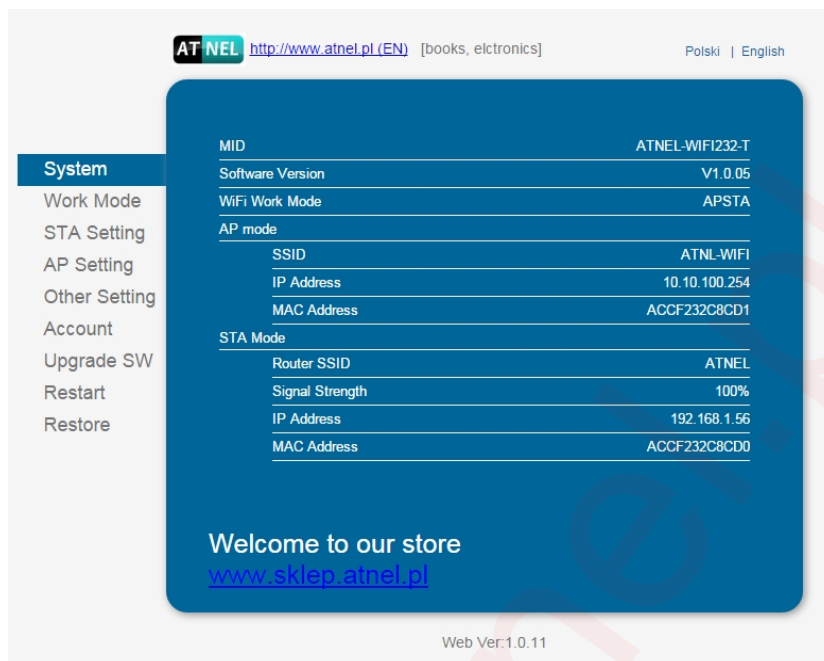 ATNEL http://www.atnel.pl (EN) [books, elctronics] Polski | English
System
Work Mode
STA Setting
AP Setting
Other Setting
Account
Upgrade SW
Restart
Restore
MID ATNEL-WIFI232-T
Software Version V1.0.05
WiFi Work Mode APSTA
AP mode
SSID ATNL-WIFI
IP Address 10.10.100.254
MAC Address ACCF232C8CD1
STA Mode
Router SSID ATNEL
Signal Strength 100%
IP Address 192.168.1.56
MAC Address ACCF232C8CD0
Welcome to our store
www.sklep.atnel.pl
Web Ver:1.0.11